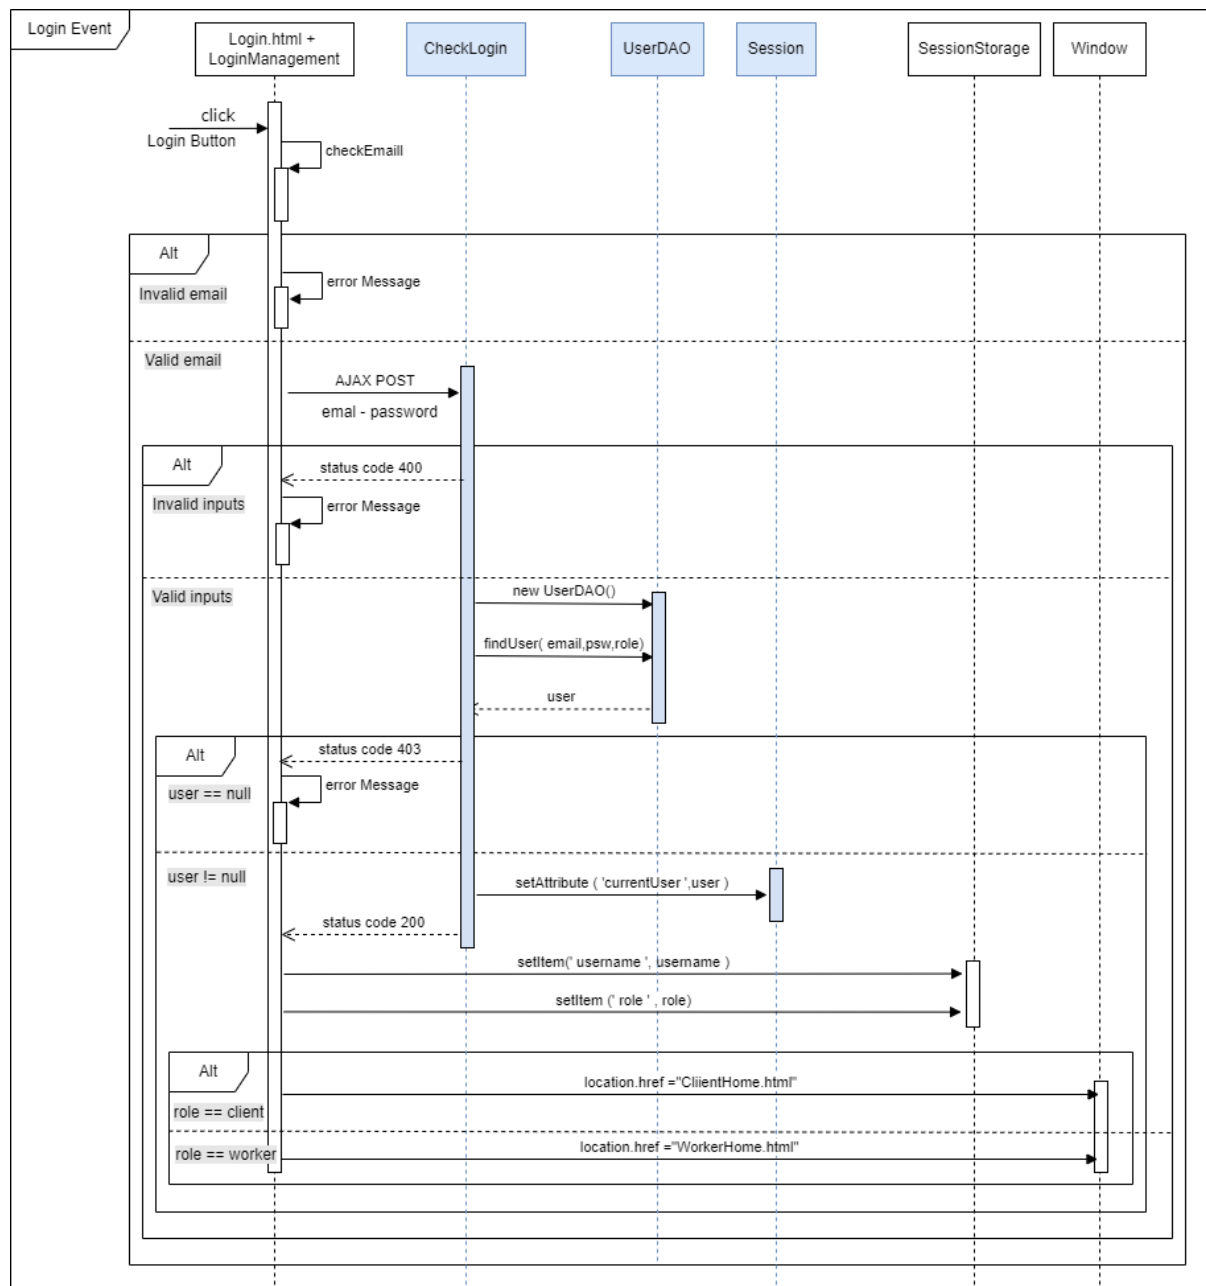 Login Event
Login.html +
LoginManagement
CheckLogin
UserDAO
Session
SessionStorage
Window
click
Login Button
checkEmaill
Alt
Invalid email
error Message
Valid email
AJAX POST
emal - password
Alt
status code 400
Invalid inputs
error Message
Valid inputs
new UserDAO()
findUser( email,psw,role)
user
Alt
status code 403
user == null
error Message
user != null
setAttribute ( 'currentUser ',user )
status code 200
setItem(' username ', username )
setItem (' role ' , role)
Alt
location.href ="CliientHome.html"
role == client
role == worker
location.href ="WorkerHome.html"